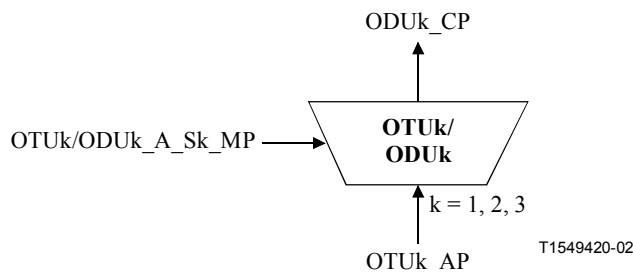 ODUk_CP
OTUk/ODUk_A_Sk_MP
OTUk/
ODUk
k = 1, 2, 3
OTUk_AP
T1549420-02